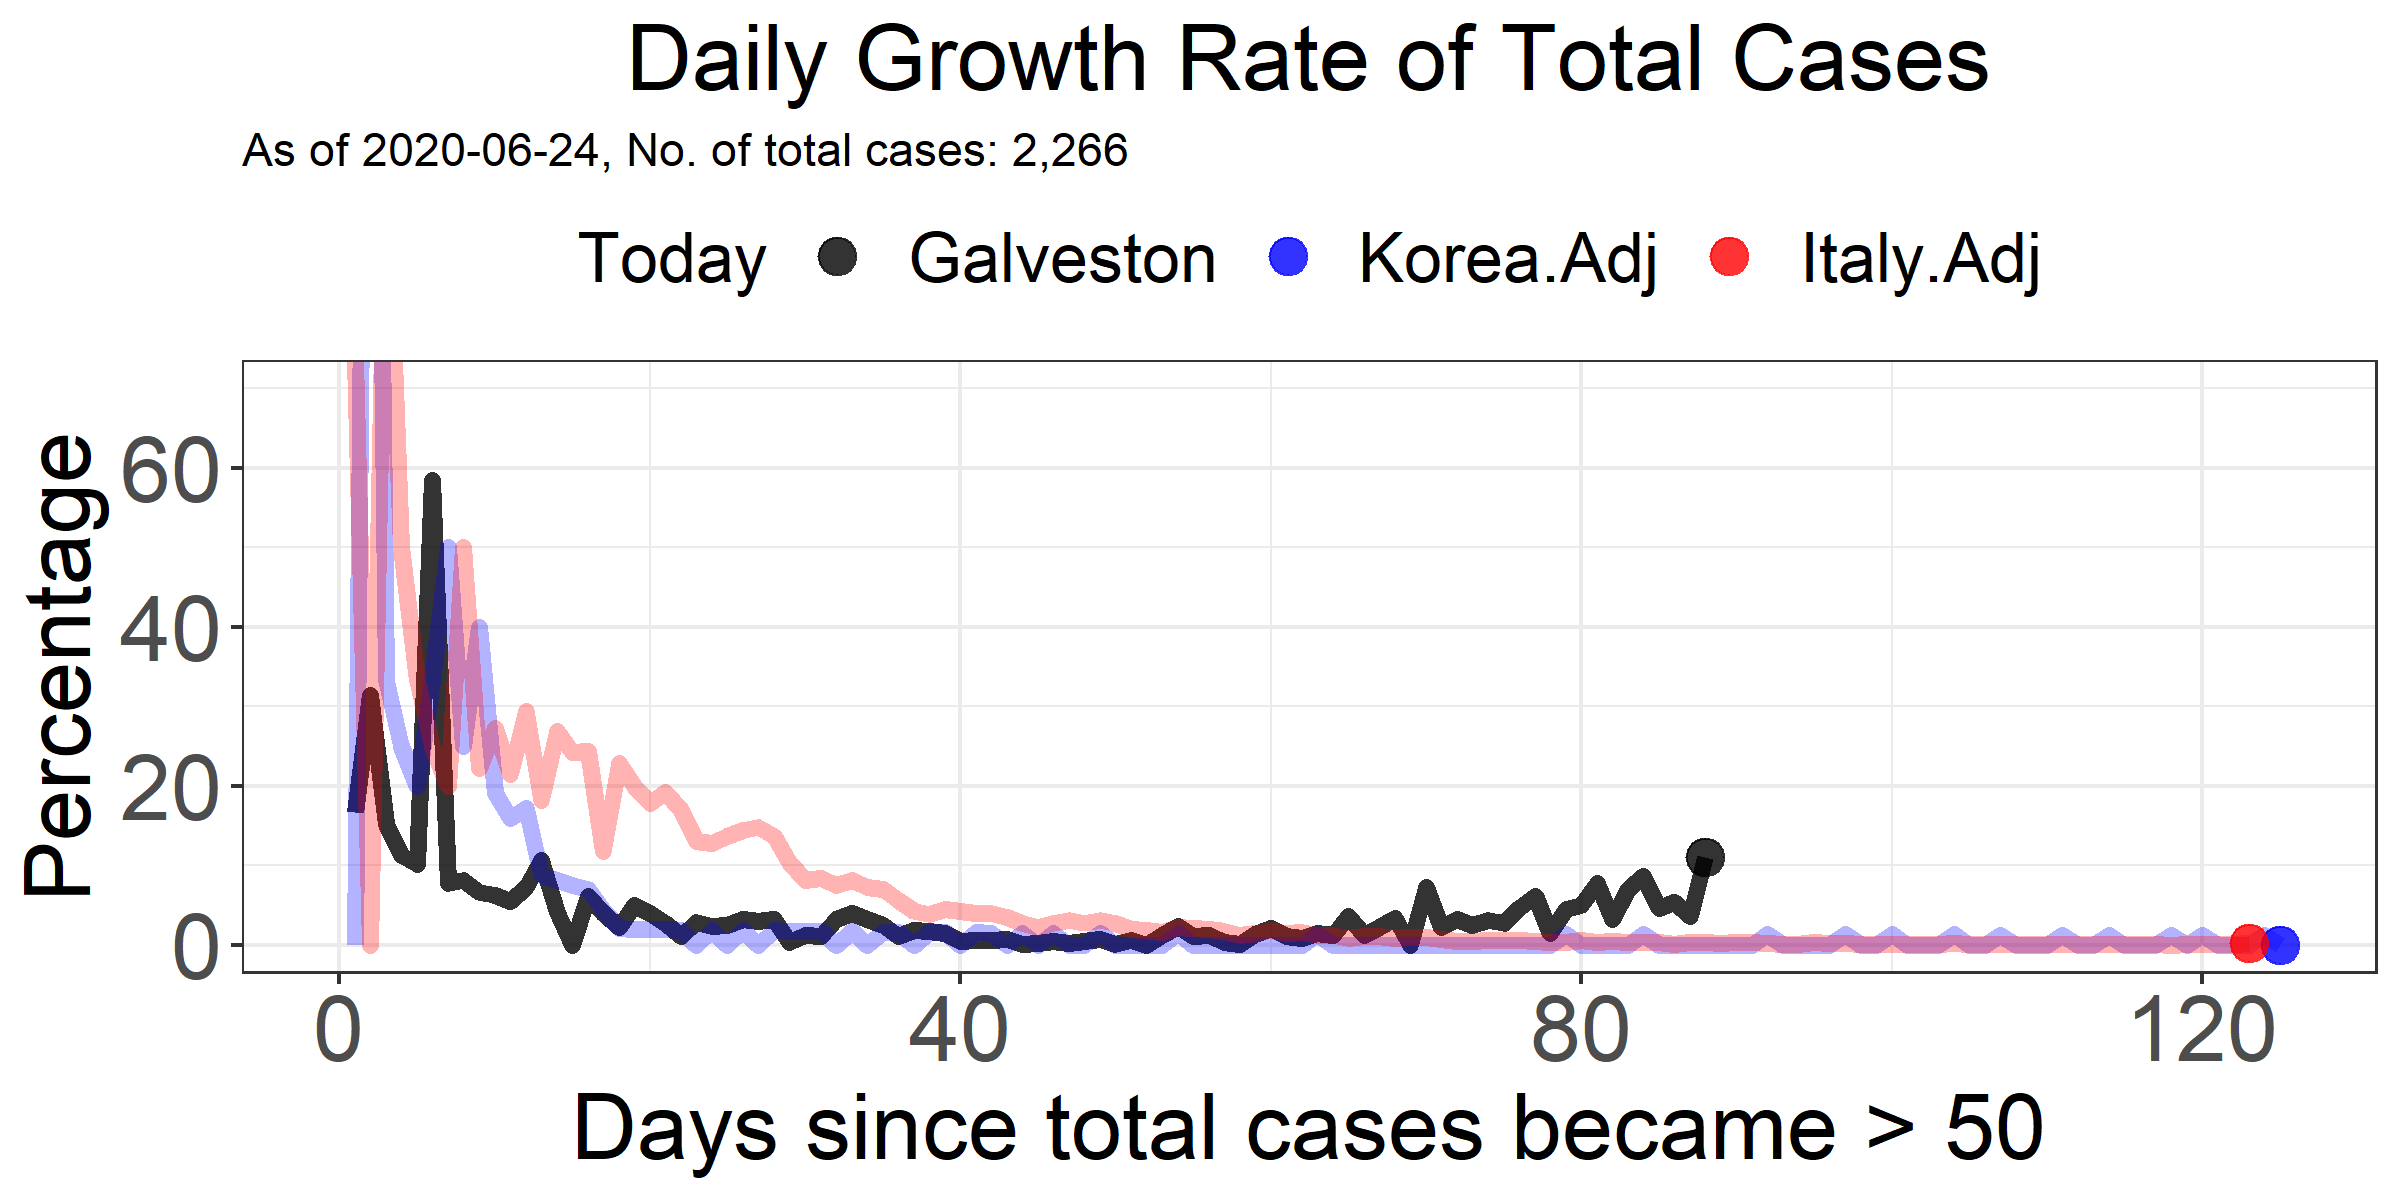 Daily Growth Rate of Total Cases
As of 2020-06-24, No. of total cases: 2,266
Today Galveston Korea.Adj Italy.Adj
Percentage
60
40
20
0
0 40 80 120
Days since total cases became > 50